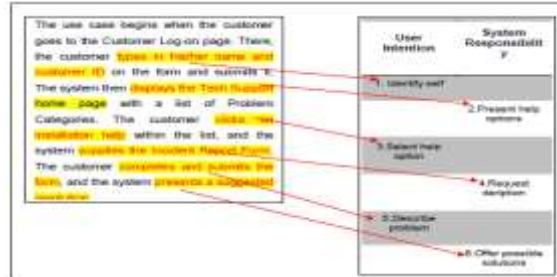 The use case begins when the customer
goes to the Customer Log-on page. There,
the customer types in his/her name and
customer ID on the form and submits it.
The system then displays the Tech Support
home page with a list of Problem
Categories. The customer clicks on
installation help within the list, and the
system supplies the Incident Report Form.
The customer completes and submits the
form, and the system presents a suggested
resolution.
User
Intention
System
Responsibilit
y
1. Identify self
2.Present help
options
3.Select help
option
4.Request
deription
5.Describe
problem
6.Offer possible
solutions